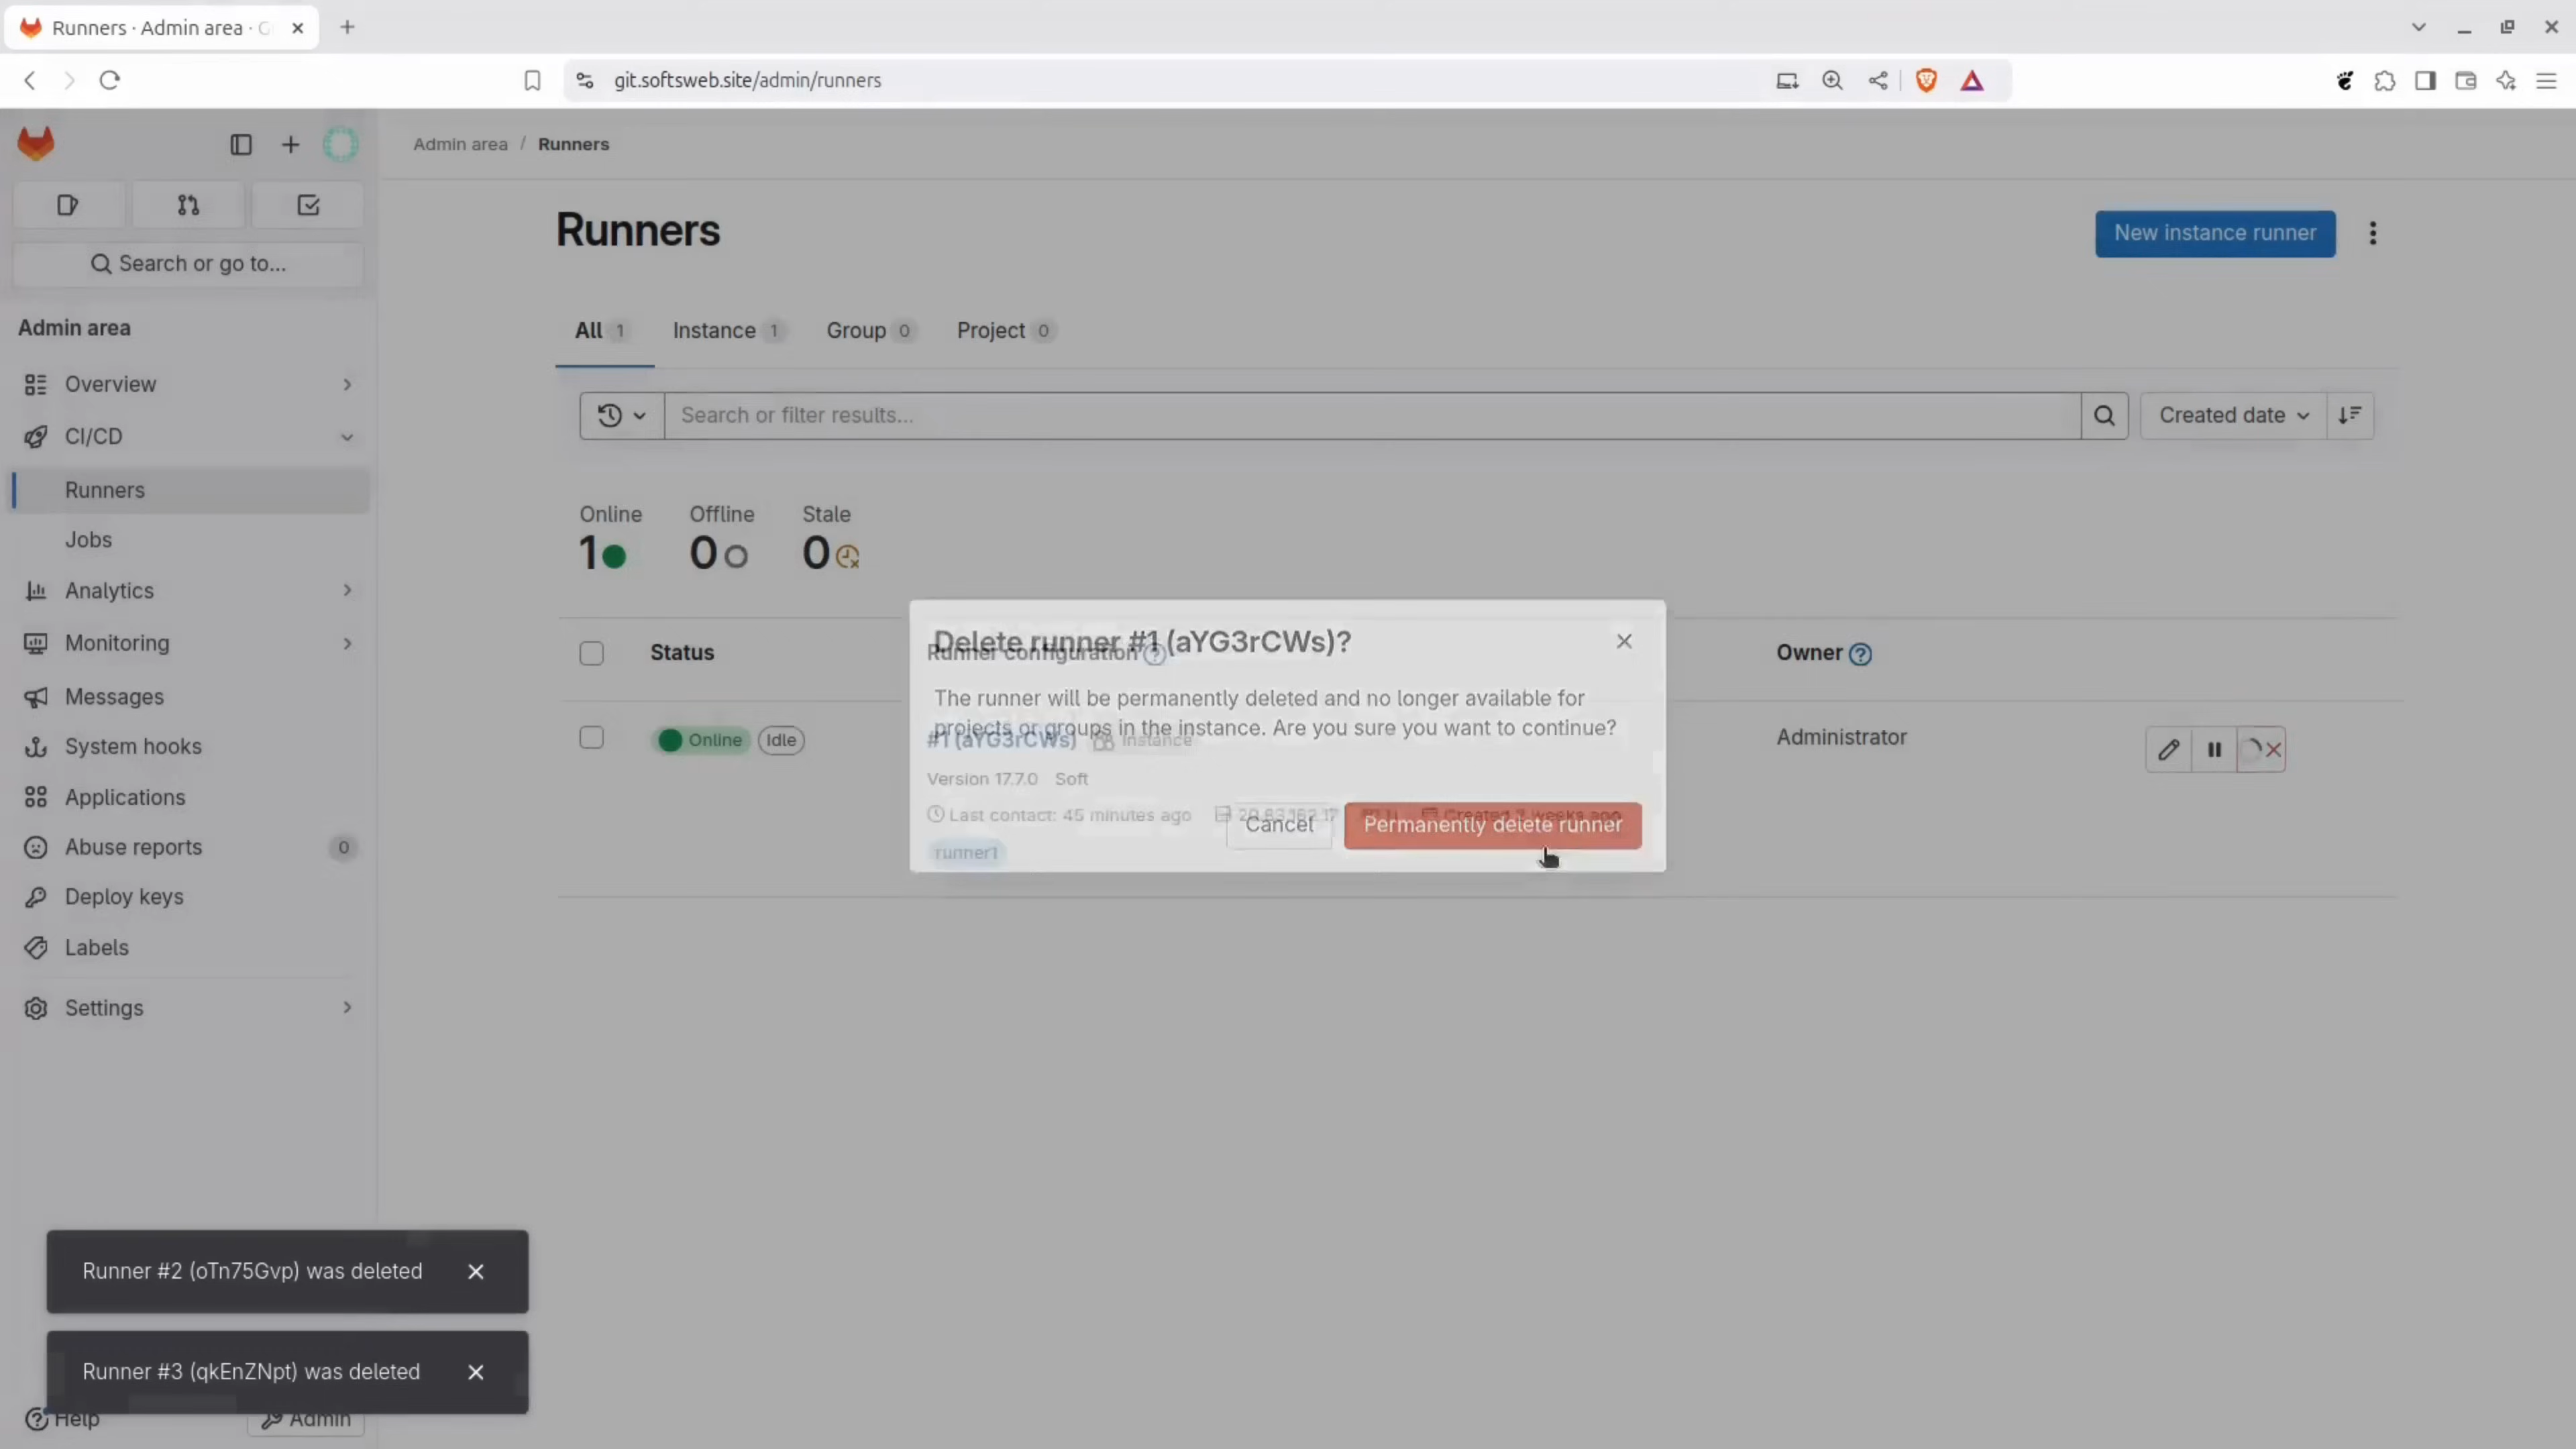 Runners · Admin area · G
git.softsweb.site/admin/runners
Admin area / Runners
Search or go to...
Admin area
Overview
CI/CD
Runners
Jobs
Analytics
Monitoring
Messages
System hooks
Applications
Abuse reports 0
Deploy keys
Labels
Settings
Help
Admin
Runners
New instance runner
All 1
Instance 1
Group 0
Project 0
Search or filter results...
Created date
Online
Offline
Stale
1
0
0
Status
Runner configuration
Owner
Online
Idle
#1 (aYG3rCWs)
Instance
Version 17.7.0 Soft
Last contact: 45 minutes ago
runner1
Administrator
Delete runner #1 (aYG3rCWs)?
The runner will be permanently deleted and no longer available for
projects or groups in the instance. Are you sure you want to continue?
Cancel
Permanently delete runner
Runner #2 (oTn75Gvp) was deleted
Runner #3 (qkEnZNpt) was deleted